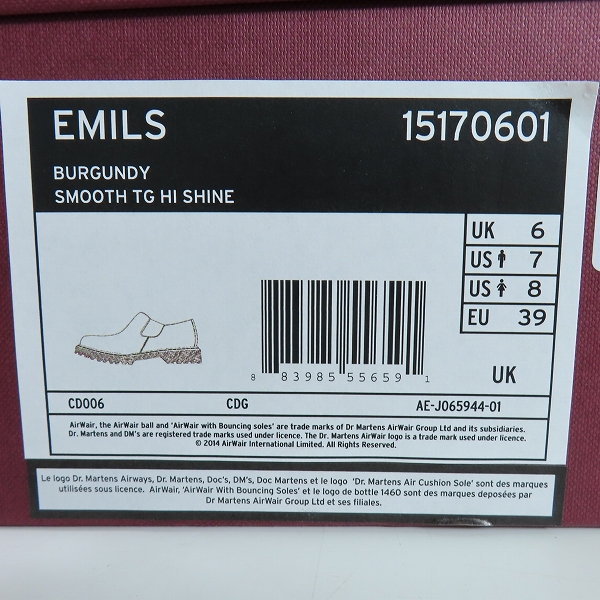 EMILS 15170601
BURGUNDY
SMOOTH TG HI SHINE
UK 6
US 7
US 8
EU 39
8 83985 55659 1
UK
CD006 CDG AE-J065944-01
AirWair, the AirWair ball and 'AirWair with Bouncing soles' are trade marks of Dr Martens AirWair Group Ltd and its subsidiaries.
Dr. Martens and DM's are registered trade marks used under licence. The Dr. Martens AirWair logo is a trade mark used under licence.
© 2014 AirWair International Limited. All Rights Reserved.
Le logo Dr. Martens Airways, Dr. Martens, Doc's, DM's, Doc Martens et le logo 'Dr. Martens Air Cushion Sole' sont des marques
utilisées sous licence. AirWair, 'AirWair With Bouncing Soles' et le logo de bottle 1460 sont des marques deposées par
Dr Martens AirWair Group Ltd et ses filiales.